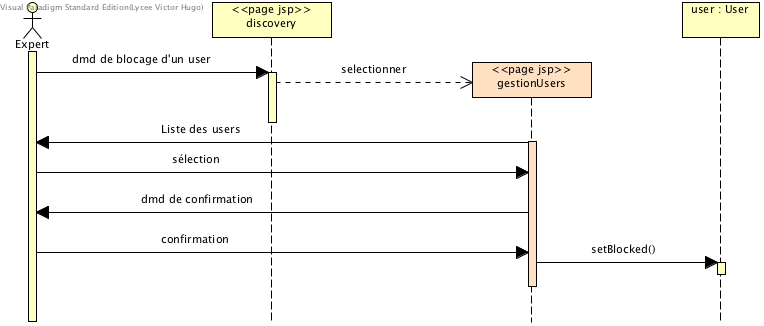 Visual Paradigm Standard Edition(Lycee Victor Hugo)
<<page jsp>>
discovery
user : User
Expert
dmd de blocage d'un user
selectionner
<<page jsp>>
gestionUsers
Liste des users
sélection
dmd de confirmation
confirmation
setBlocked()